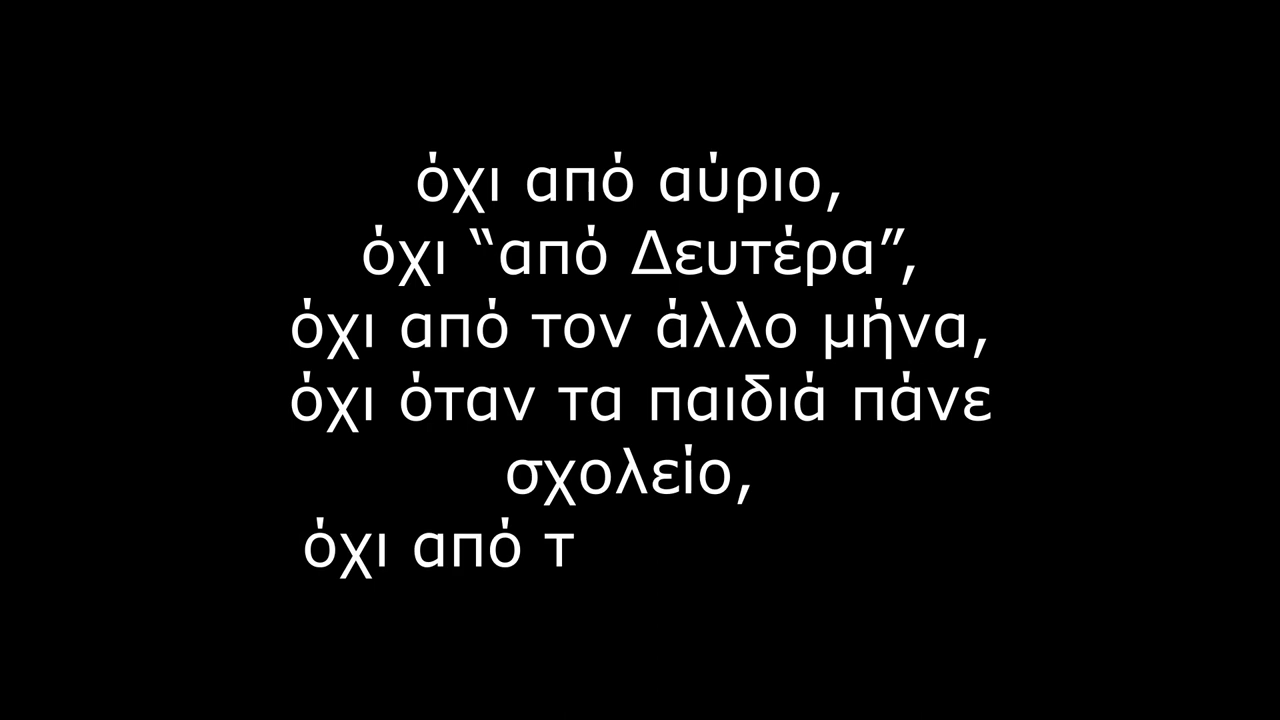 όχι από αύριο,
όχι “από Δευτέρα”,
όχι από τον άλλο μήνα,
όχι όταν τα παιδιά πάνε
σχολείο,
όχι από τ